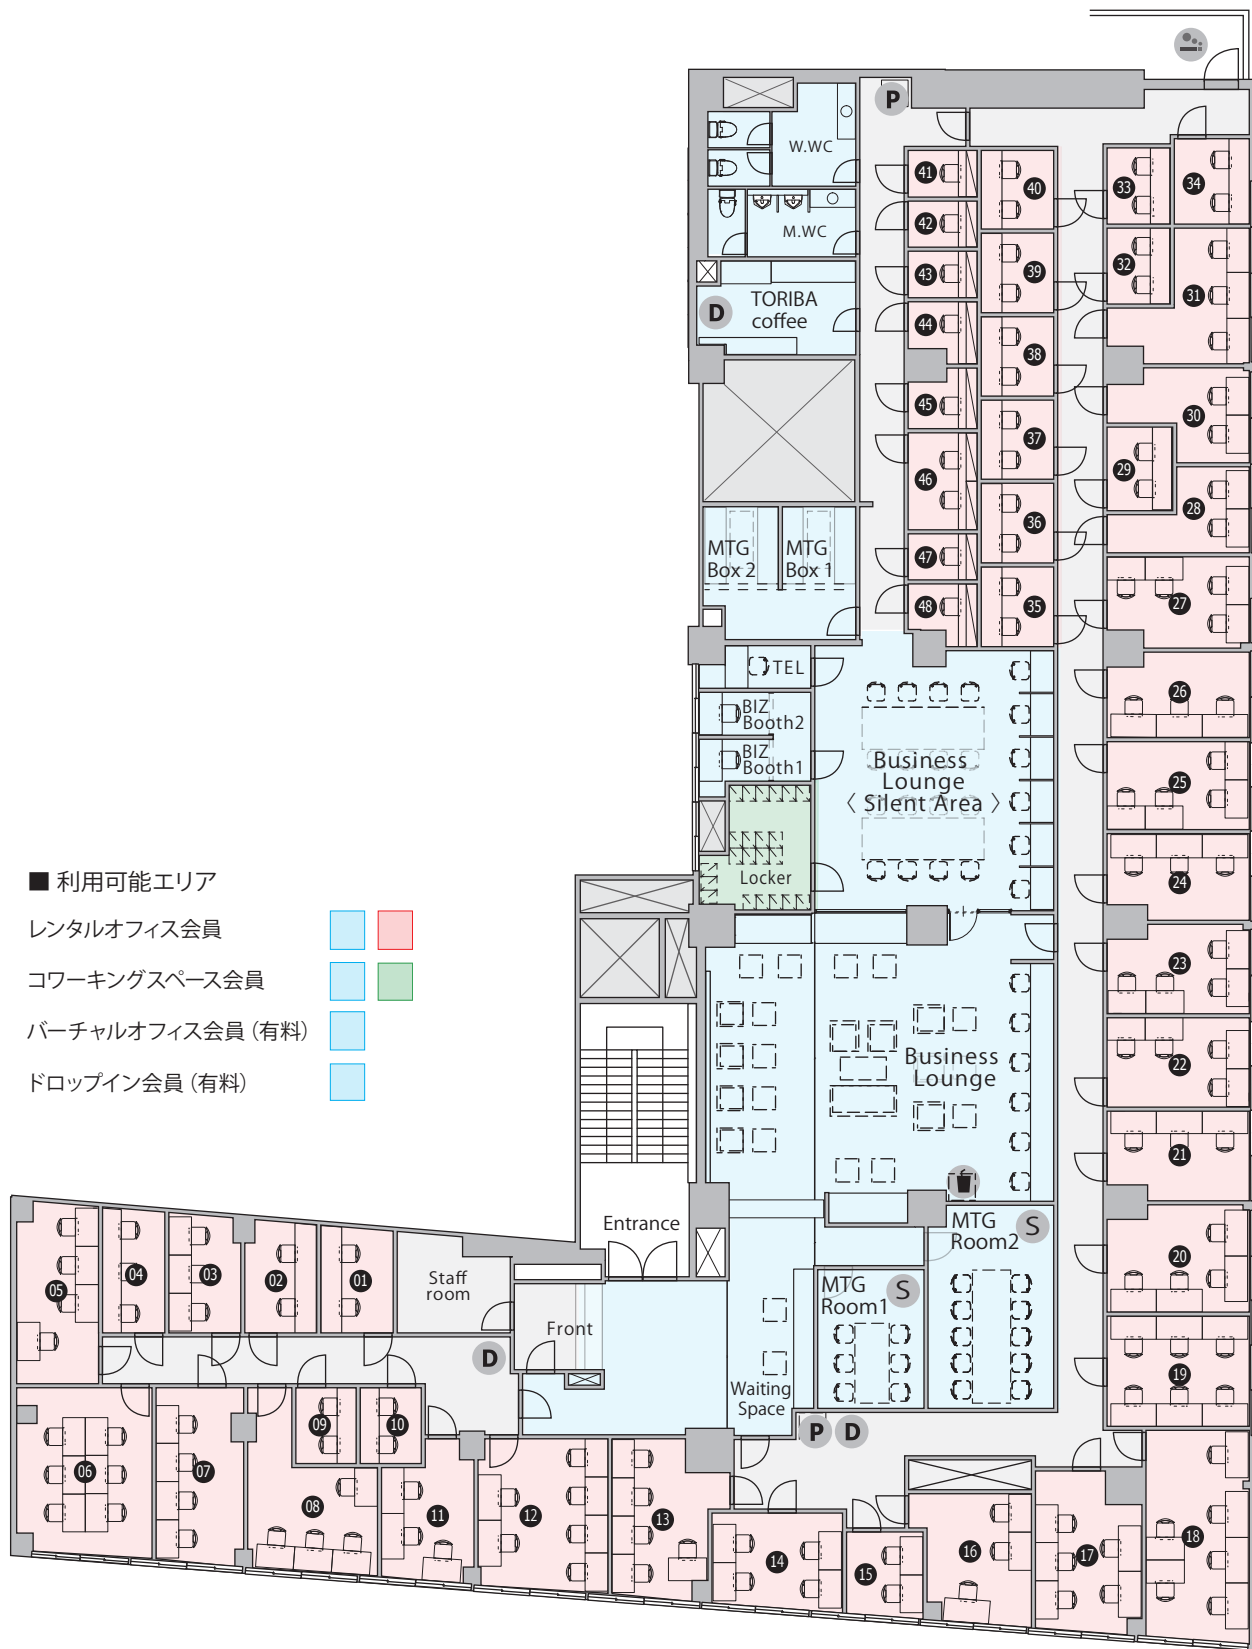 P
W.WC
M.WC
TORIBA
coffee
D
41
42
43
44
45
46
47
48
40
39
38
37
36
35
33
34
32
31
30
29
28
27
26
25
24
23
22
21
20
19
MTG
Box 2
MTG
Box 1
TEL
BIZ
Booth2
BIZ
Booth1
Business
Lounge
〈 Silent Area 〉
Locker
■ 利用可能エリア
レンタルオフィス会員
コワーキングスペース会員
バーチャルオフィス会員（有料）
ドロップイン会員（有料）
Business
Lounge
Entrance
MTG
Room2
S
MTG
Room1
S
Staff
room
Front
D
Waiting
Space
P
D
05
04
03
02
01
06
07
08
09
10
11
12
13
14
15
16
17
18